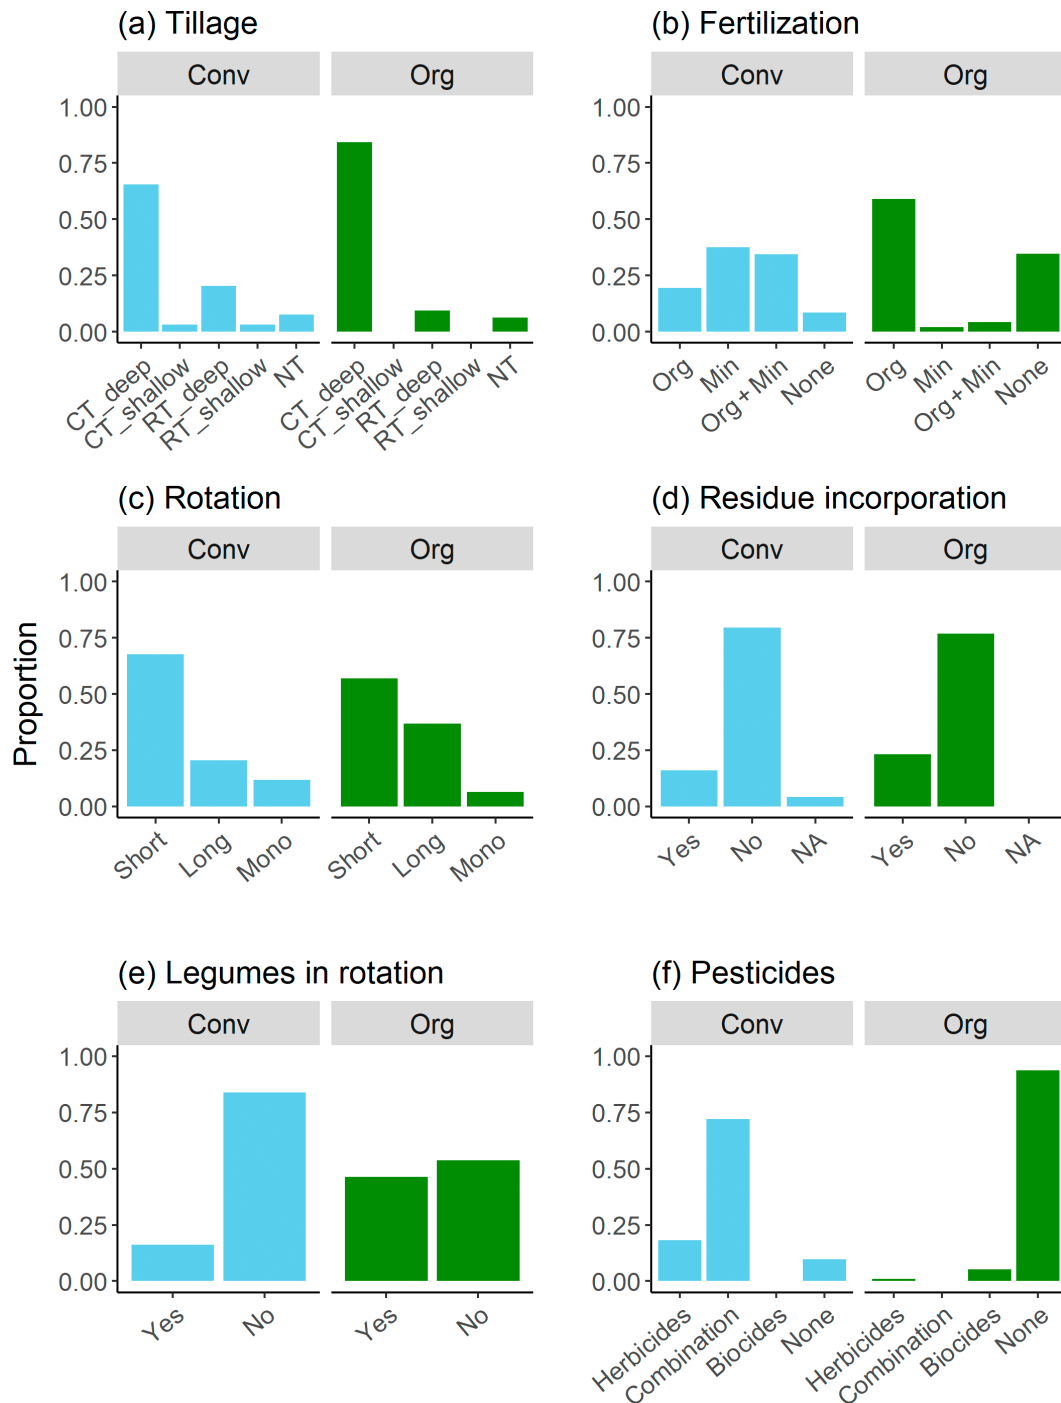 (a) Tillage
Conv Org
1.00
0.75
0.50
0.25
0.00
CT_deep CT_shallow RT_deep RT_shallow NT CT_deep CT_shallow RT_deep RT_shallow NT
(b) Fertilization
Conv Org
1.00
0.75
0.50
0.25
0.00
Org Min Org+Min None Org Min Org+Min None
Proportion
(c) Rotation
Conv Org
1.00
0.75
0.50
0.25
0.00
Short Long Mono Short Long Mono
(d) Residue incorporation
Conv Org
1.00
0.75
0.50
0.25
0.00
Yes No NA Yes No NA
(e) Legumes in rotation
Conv Org
1.00
0.75
0.50
0.25
0.00
Yes No Yes No
(f) Pesticides
Conv Org
1.00
0.75
0.50
0.25
0.00
Herbicides Combination Biocides None Herbicides Combination Biocides None